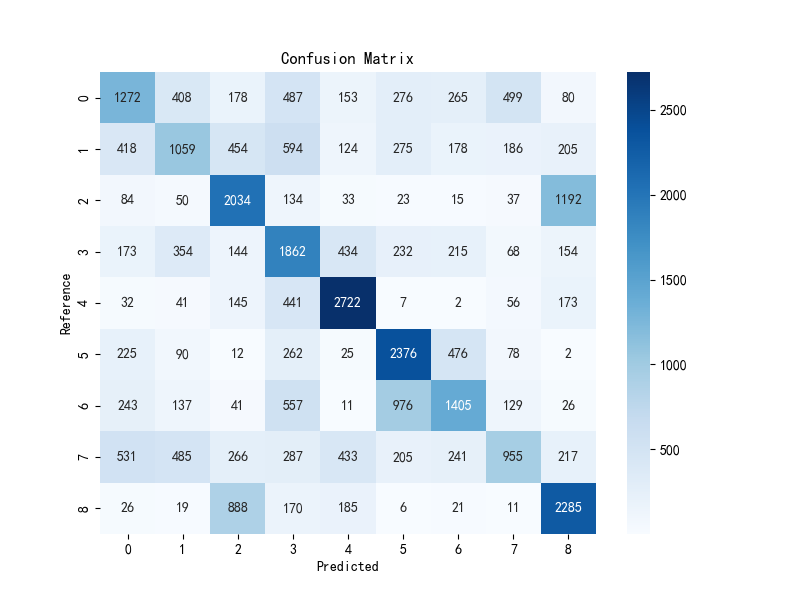 Confusion Matrix
0 1272 408 178 487 153 276 265 499 80
1 418 1059 454 594 124 275 178 186 205
2 84 50 2034 134 33 23 15 37 1192
3 173 354 144 1862 434 232 215 68 154
4 32 41 145 441 2722 7 2 56 173
5 225 90 12 262 25 2376 476 78 2
6 243 137 41 557 11 976 1405 129 26
7 531 485 266 287 433 205 241 955 217
8 26 19 888 170 185 6 21 11 2285
0 1 2 3 4 5 6 7 8
Predicted
Reference
2500
2000
1500
1000
500